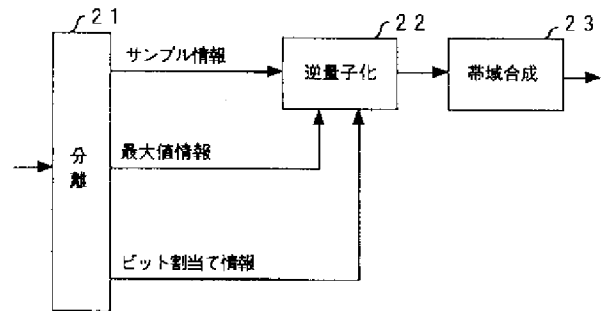 21
サンプル情報
22
逆量子化
23
帯域合成
分離
最大値情報
ビット割当て情報